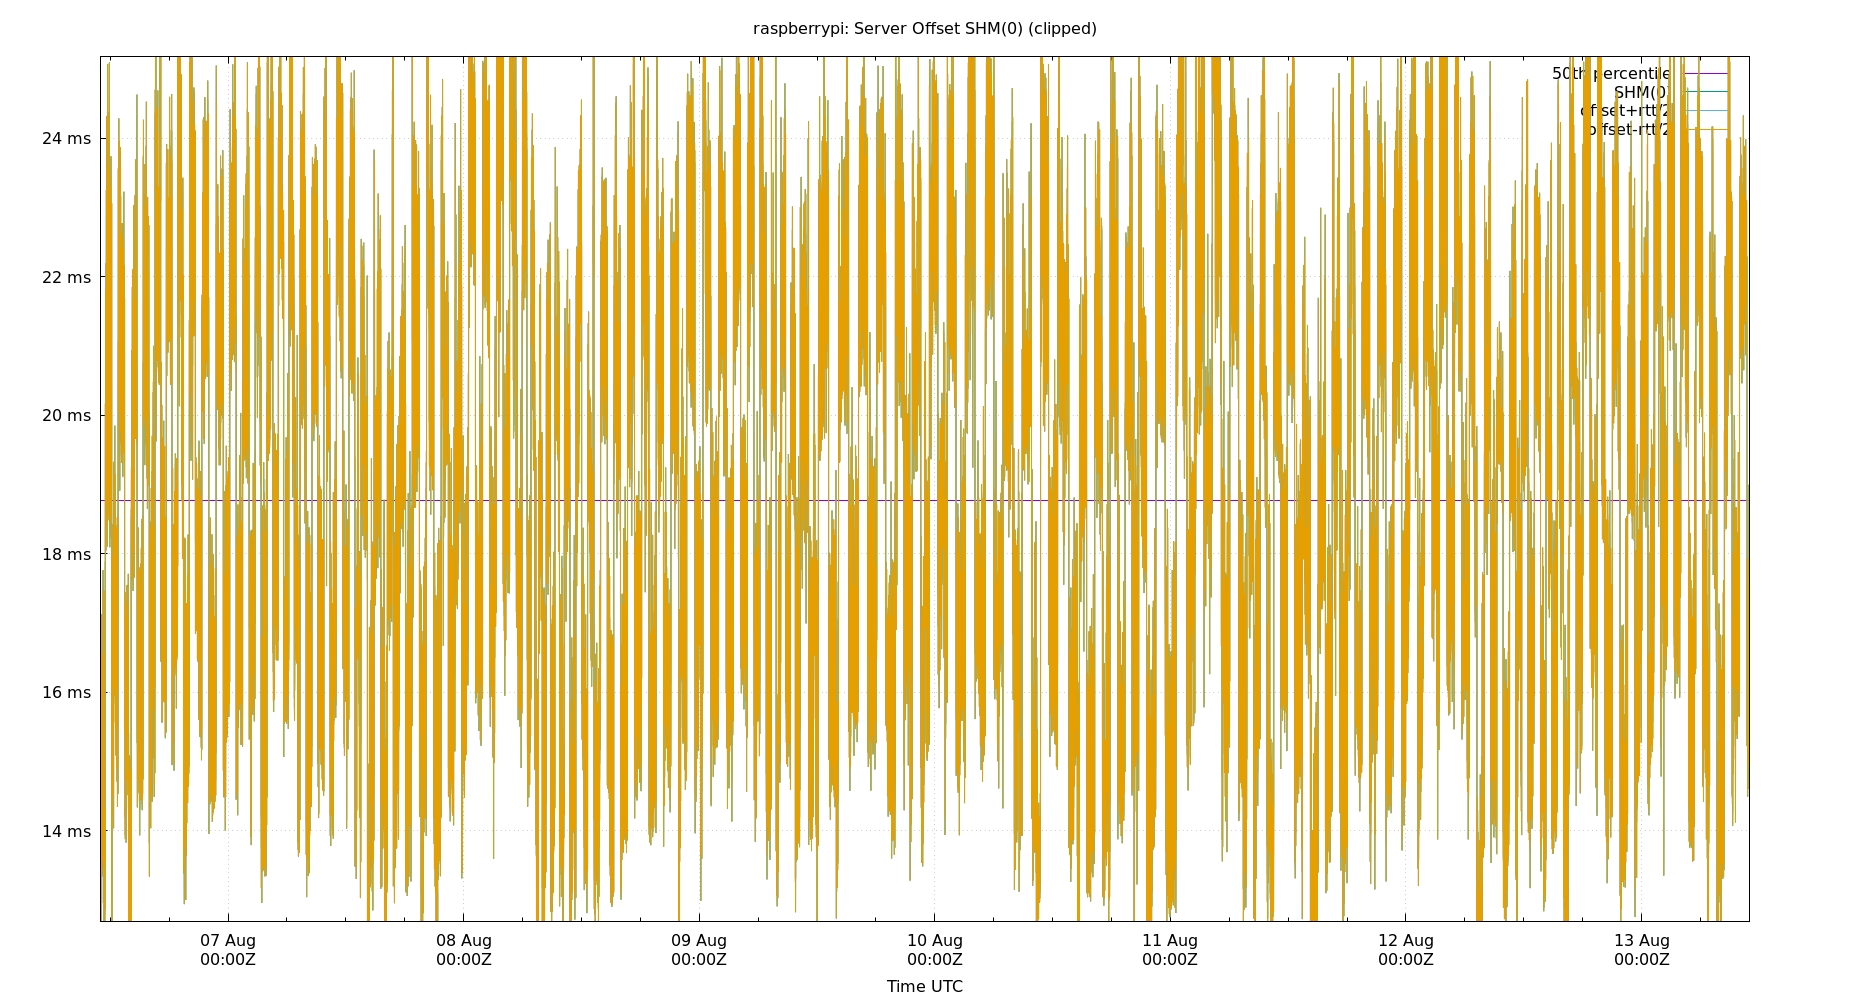 raspberrypi: Server Offset SHM(0) (clipped)
50th percentile
SHM(0)
offset+rtt/2
offset-rtt/2
24 ms
22 ms
20 ms
18 ms
16 ms
14 ms
07 Aug
00:00Z
08 Aug
00:00Z
09 Aug
00:00Z
10 Aug
00:00Z
11 Aug
00:00Z
12 Aug
00:00Z
13 Aug
00:00Z
Time UTC